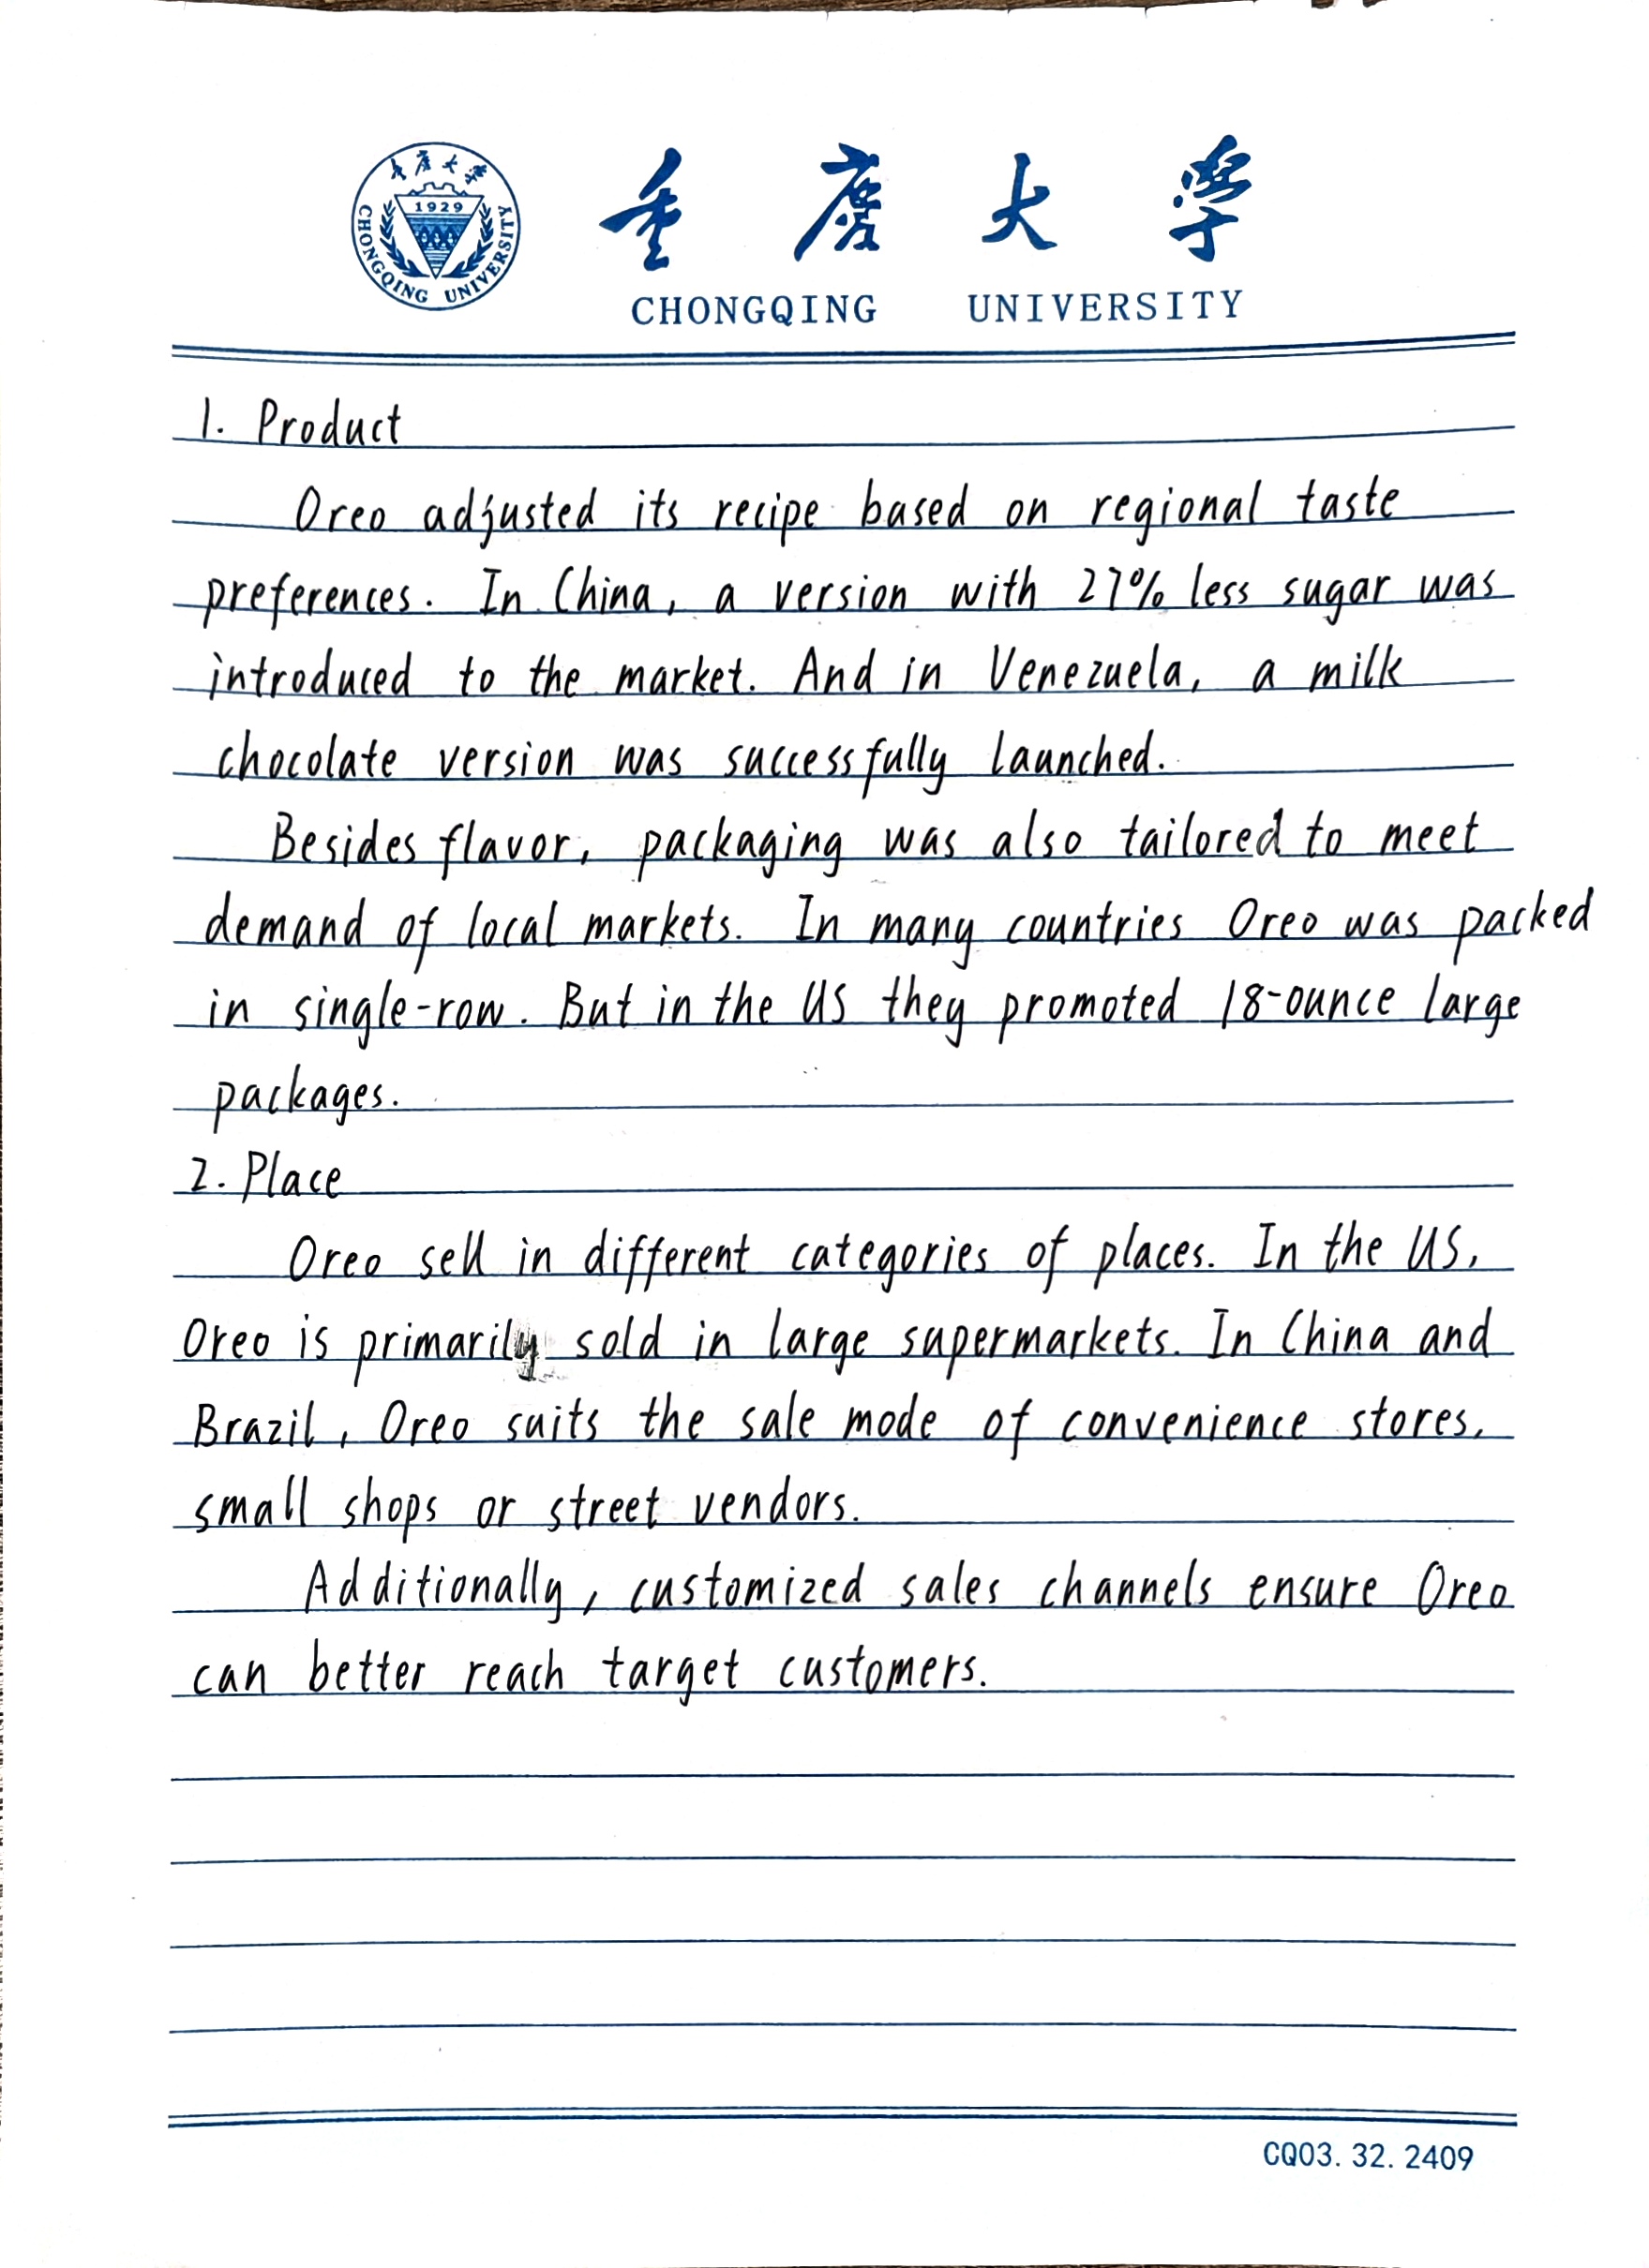 重庆大学
1929
CHONGQING UNIVERSITY
重庆大学
CHONGQING UNIVERSITY
1. Product
Oreo adjusted its recipe based on regional taste
preferences. In China, a version with 27% less sugar was
introduced to the market. And in Venezuela, a milk
chocolate version was successfully launched.
Besides flavor, packaging was also tailored to meet
demand of local markets. In many countries Oreo was packed
in single-row. But in the US they promoted 18-ounce large
packages.
2. Place
Oreo sell in different categories of places. In the US,
Oreo is primarily sold in large supermarkets. In China and
Brazil, Oreo suits the sale mode of convenience stores,
small shops or street vendors.
Additionally, customized sales channels ensure Oreo
can better reach target customers.
CQ03.32.2409